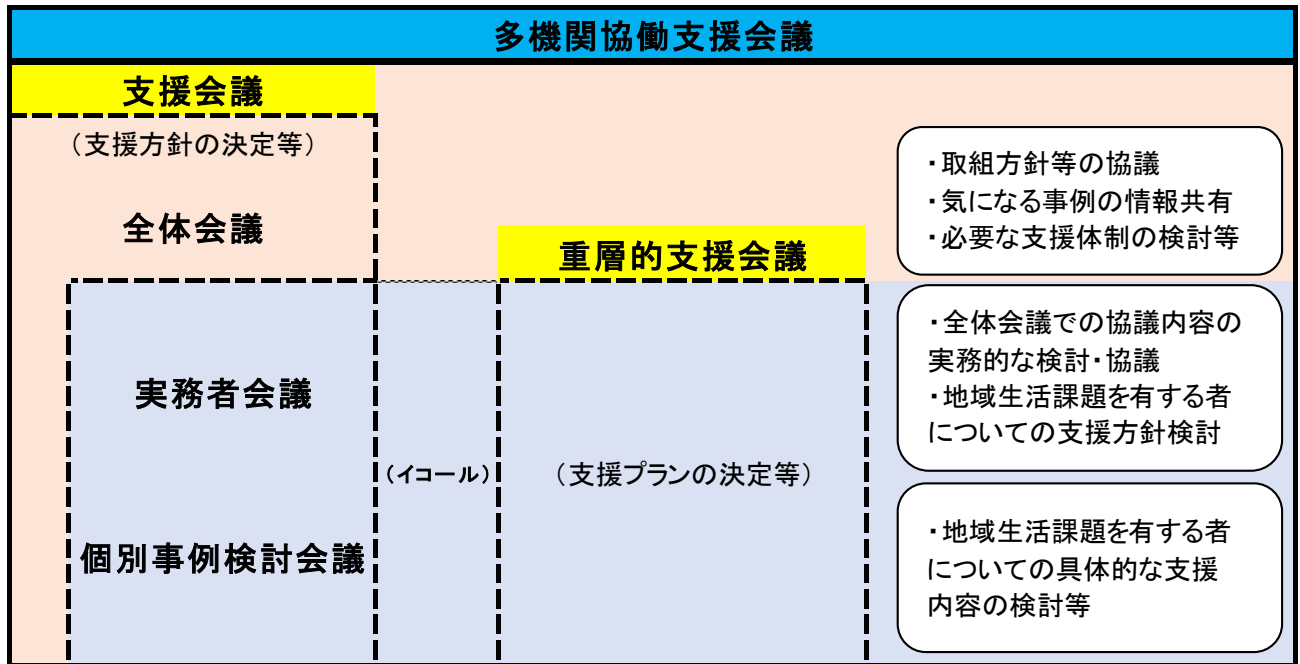 多機関協働支援会議
支援会議
（支援方針の決定等）
全体会議
重層的支援会議
・取組方針等の協議
・気になる事例の情報共有
・必要な支援体制の検討等
実務者会議
（イコール）
（支援プランの決定等）
個別事例検討会議
・全体会議での協議内容の
実務的な検討・協議
・地域生活課題を有する者
についての支援方針検討
・地域生活課題を有する者
についての具体的な支援
内容の検討等